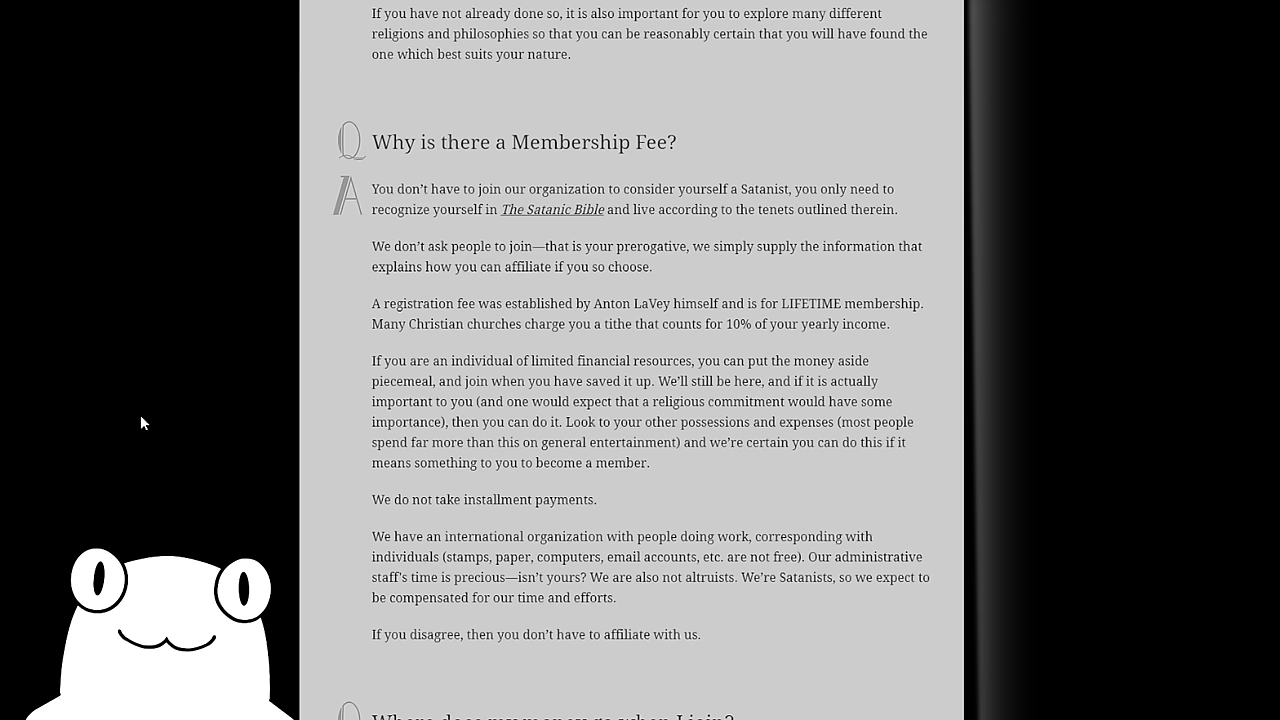 If you have not already done so, it is also important for you to explore many different
religions and philosophies so that you can be reasonably certain that you will have found the
one which best suits your nature.
Q Why is there a Membership Fee?
A You don’t have to join our organization to consider yourself a Satanist, you only need to
recognize yourself in The Satanic Bible and live according to the tenets outlined therein.
We don’t ask people to join—that is your prerogative, we simply supply the information that
explains how you can affiliate if you so choose.
A registration fee was established by Anton LaVey himself and is for LIFETIME membership.
Many Christian churches charge you a tithe that counts for 10% of your yearly income.
If you are an individual of limited financial resources, you can put the money aside
piecemeal, and join when you have saved it up. We’ll still be here, and if it is actually
important to you (and one would expect that a religious commitment would have some
importance), then you can do it. Look to your other possessions and expenses (most people
spend far more than this on general entertainment) and we’re certain you can do this if it
means something to you to become a member.
We do not take installment payments.
We have an international organization with people doing work, corresponding with
individuals (stamps, paper, computers, email accounts, etc. are not free). Our administrative
staff’s time is precious—isn’t yours? We are also not altruists. We’re Satanists, so we expect to
be compensated for our time and efforts.
If you disagree, then you don’t have to affiliate with us.
Q Where does my money go when I join?